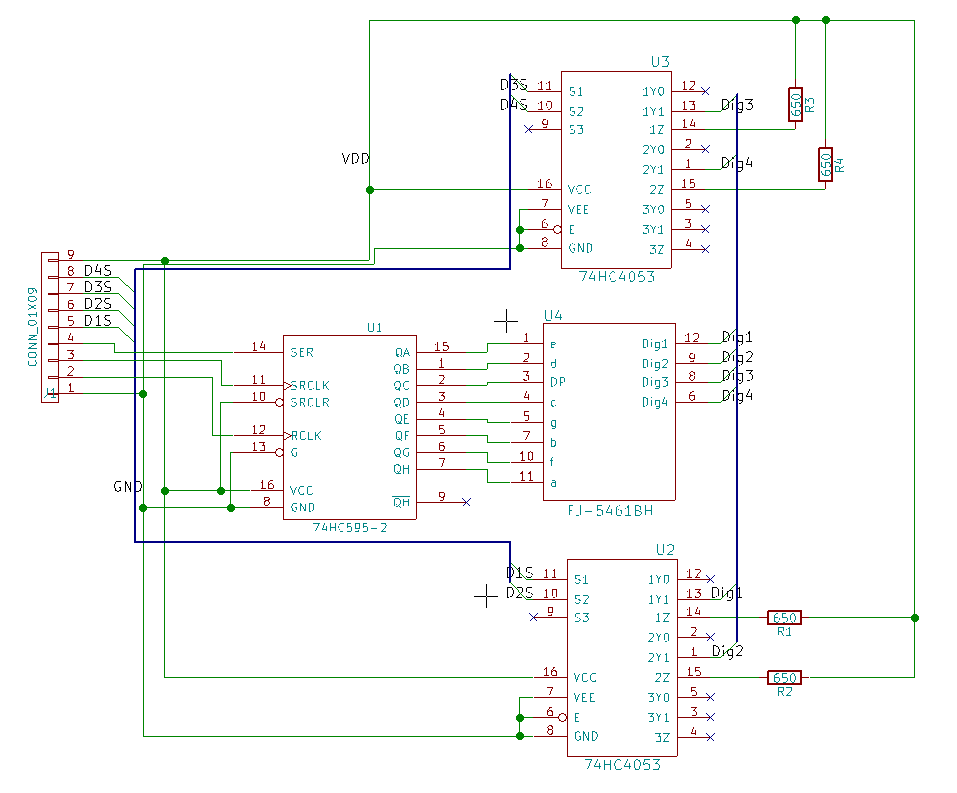 U3
D3S 11 S1 1Y0 12
D4S 10 S2 1Y1 13 Dig3
9 S3 1Z 14
2Y0 2
2Y1 1 Dig4
VDD
16 VCC 2Z 15
7 VEE 3Y0 5
6 E 3Y1 3
8 GND 3Z 4
74HC4053
650 R3
650 R4
CONN_01X09
9
8 D4S
7 D3S
6 D2S
5 D1S
4
3
2
1
U1
14 SER QA 15
QB 1
11 SRCLK QC 2
10 SRCLR QD 3
QE 4
12 RCLK QF 5
13 G QG 6
QH 7
16 VCC
8 GND QH 9
74HC595-2
GND
U4
1 e Dig1 12 Dig1
2 d Dig2 9 Dig2
3 DP Dig3 8 Dig3
4 c Dig4 6 Dig4
5 g
7 b
10 f
11 a
FJ-5461BH
U2
D1S 11 S1 1Y0 12
D2S 10 S2 1Y1 13 Dig1
9 S3 1Z 14 650
R1
2Y0 2
2Y1 1 Dig2
16 VCC 2Z 15 650
R2
7 VEE 3Y0 5
6 E 3Y1 3
8 GND 3Z 4
74HC4053